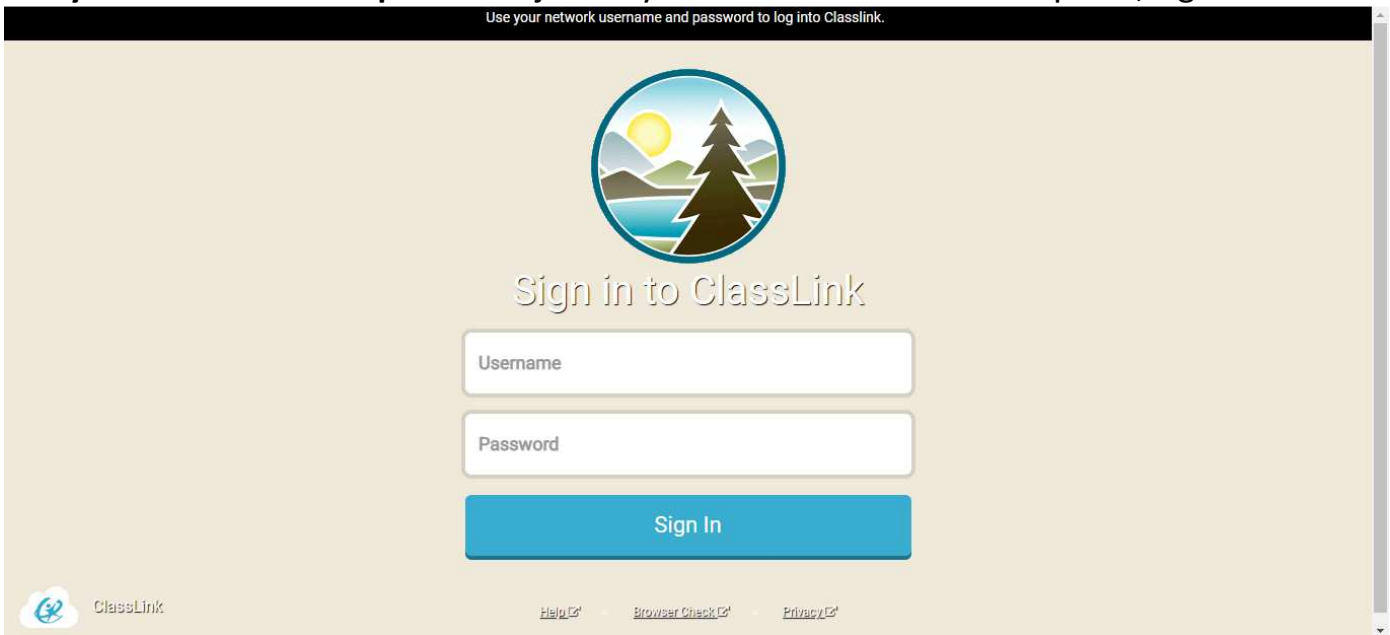 Use your network username and password to log into Classlink.
Sign in to ClassLink
Username
Password
Sign In
ClassLink
Help
Browser Check
Privacy